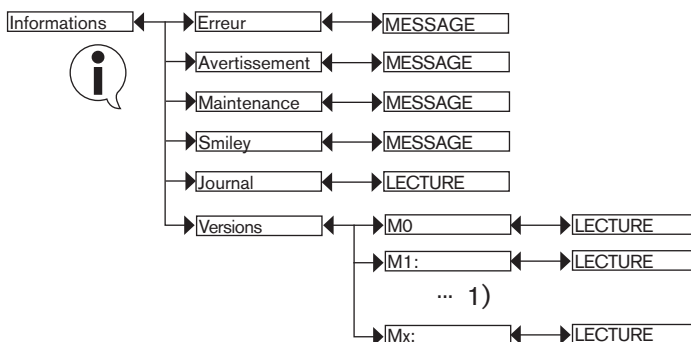 Informations Erreur MESSAGE
Avertissement MESSAGE
Maintenance MESSAGE
Smiley MESSAGE
Journal LECTURE
Versions M0 LECTURE
M1: LECTURE
... 1)
Mx: LECTURE